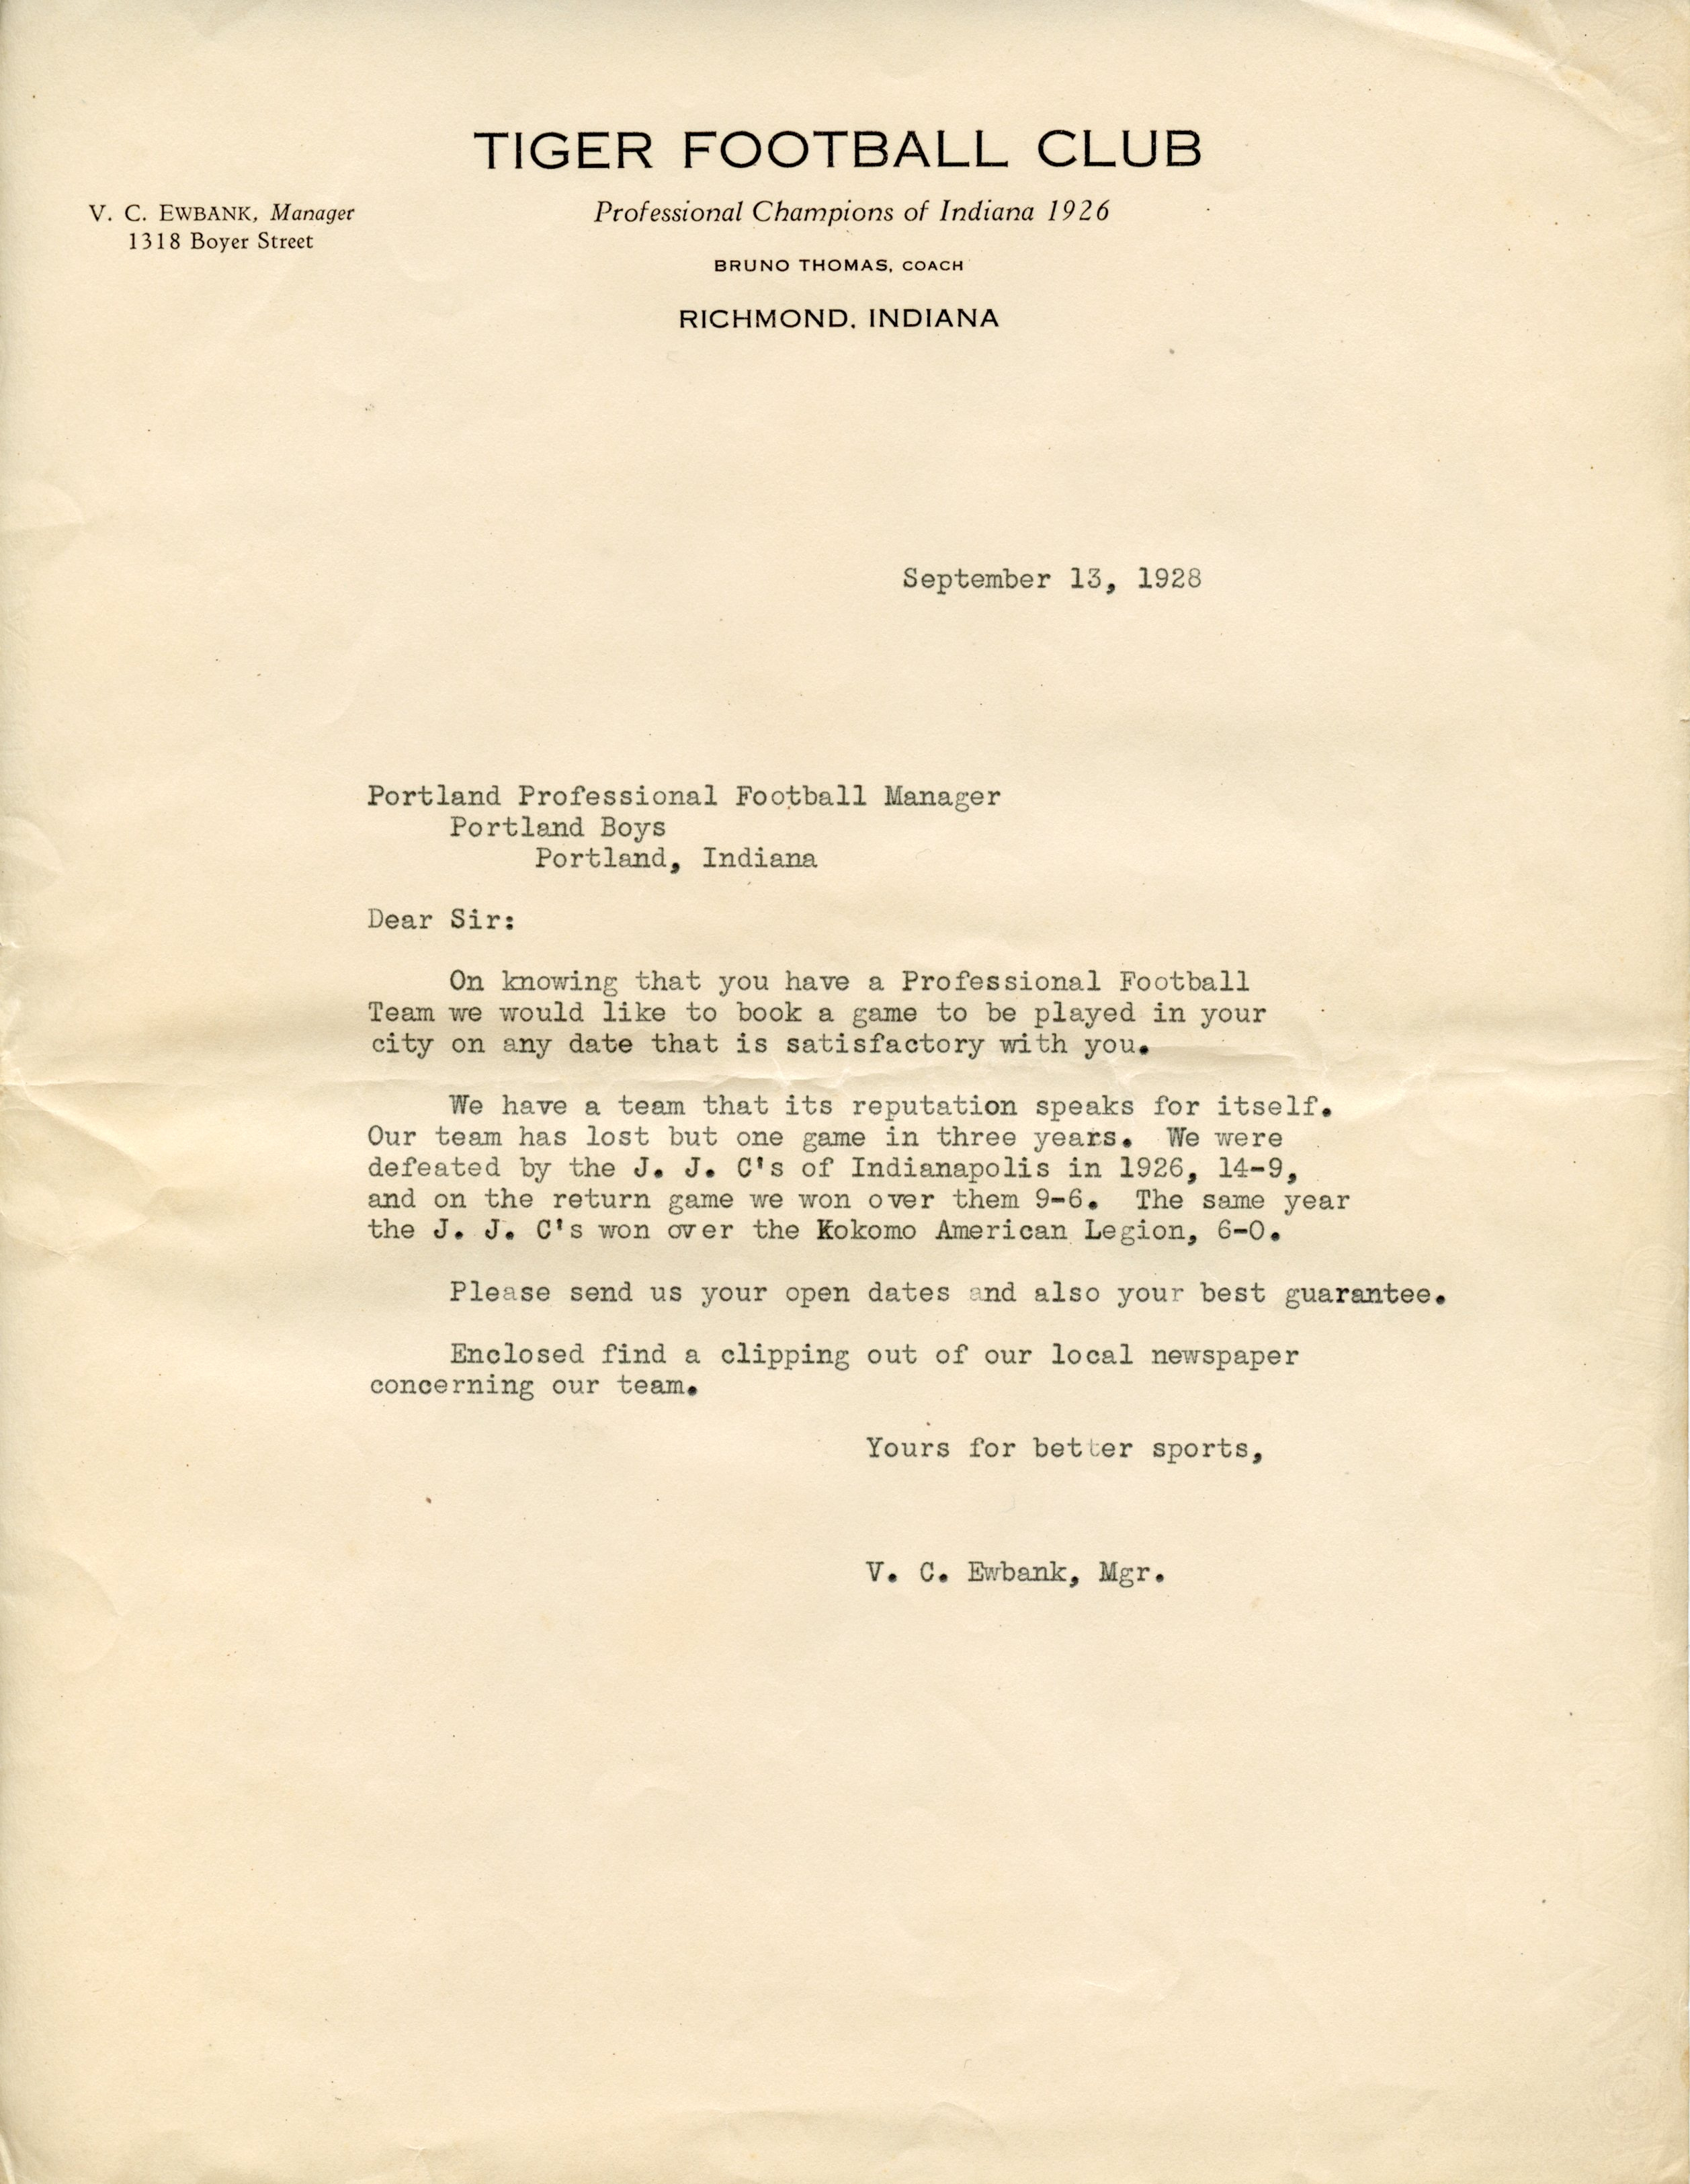 TIGER FOOTBALL CLUB
V. C. EWBANK, Manager
1318 Boyer Street
Professional Champions of Indiana 1926
BRUNO THOMAS, COACH
RICHMOND, INDIANA
September 13, 1928
Portland Professional Football Manager
Portland Boys
Portland, Indiana
Dear Sir:
On knowing that you have a Professional Football
Team we would like to book a game to be played in your
city on any date that is satisfactory with you.
We have a team that its reputation speaks for itself.
Our team has lost but one game in three years. We were
defeated by the J. J. C's of Indianapolis in 1926, 14-9,
and on the return game we won over them 9-6. The same year
the J. J. C's won over the Kokomo American Legion, 6-0.
Please send us your open dates and also your best guarantee.
Enclosed find a clipping out of our local newspaper
concerning our team.
Yours for better sports,
V. C. Ewbank, Mgr.